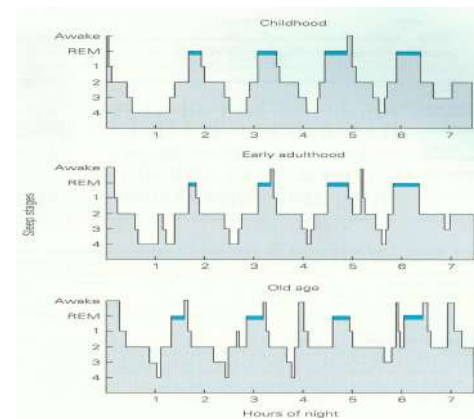 Childhood
Awake
REM
1
2
3
4
1 2 3 4 5 6 7
Early adulthood
Awake
REM
1
2
3
4
1 2 3 4 5 6 7
Sleep stages
Old age
Awake
REM
1
2
3
4
1 2 3 4 5 6 7
Hours of night